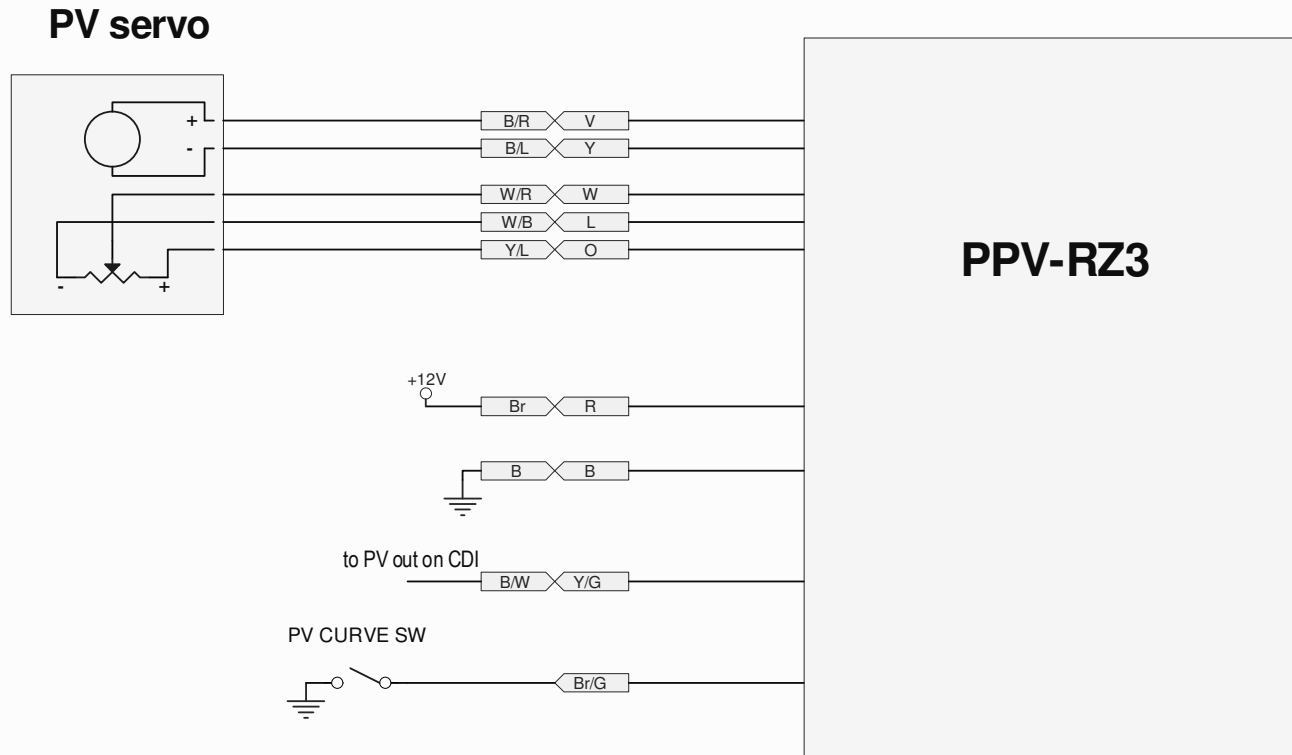 PV servo
+ B/R V
- B/L Y
W/R W
W/B L
Y/L O
- +
PPV-RZ3
+12V
Br R
B B
to PV out on CDI
B/W Y/G
PV CURVE SW
Br/G